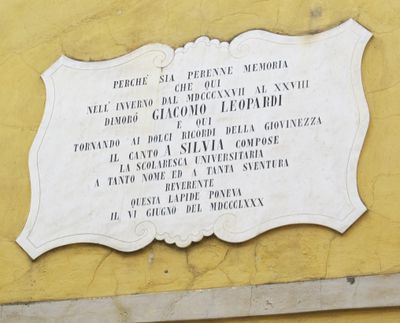 PERCHE' SIA PERENNE MEMORIA
CHE QUI
NELL' INVERNO DAL MDCCCXXVII AL XXVIII
DIMORÓ GIACOMO LEOPARDI
E QUI
TORNANDO AI DOLCI RICORDI DELLA GIOVINEZZA
IL CANTO A SILVIA COMPOSE
LA SCOLARESCA UNIVERSITARIA
A TANTO NOME ED A TANTA SVENTURA
REVERENTE
QUESTA LAPIDE PONEVA
IL VI GIUGNO DEL MDCCCLXXX